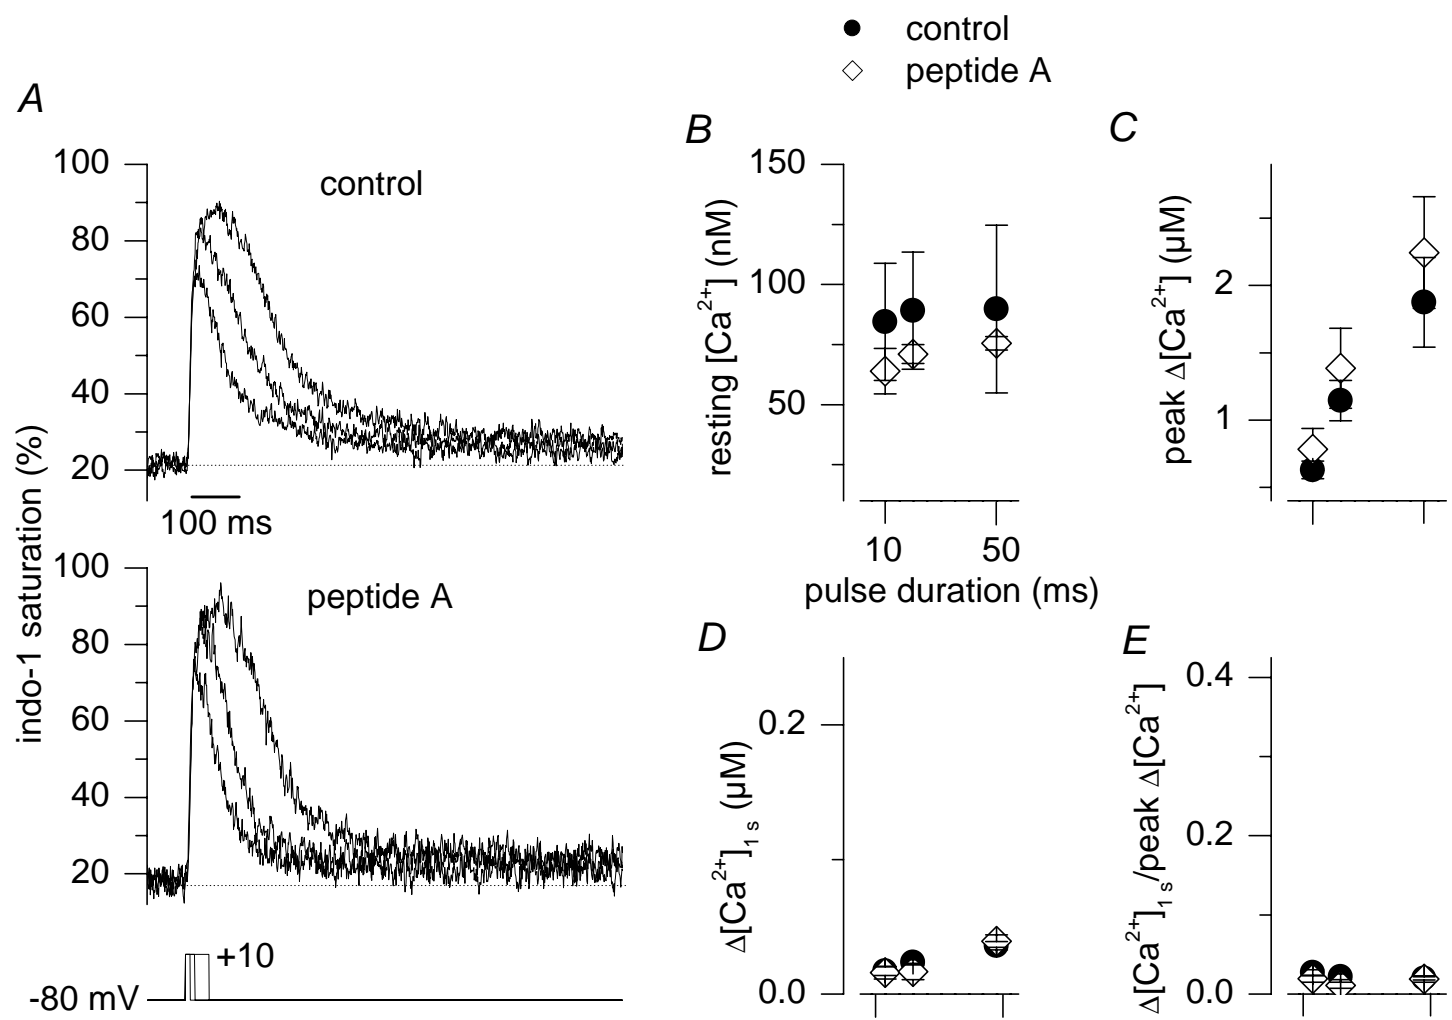 control
peptide A
A
indo-1 saturation (%)
100
80
60
40
20
control
100 ms
100
80
60
40
20
peptide A
+10
-80 mV
B
resting [Ca2+] (nM)
150
100
50
10 50
pulse duration (ms)
C
peak Δ[Ca2+] (µM)
2
1
D
Δ[Ca2+]1 s (µM)
0.2
0.0
E
Δ[Ca2+]1 s/peak Δ[Ca2+]
0.4
0.2
0.0